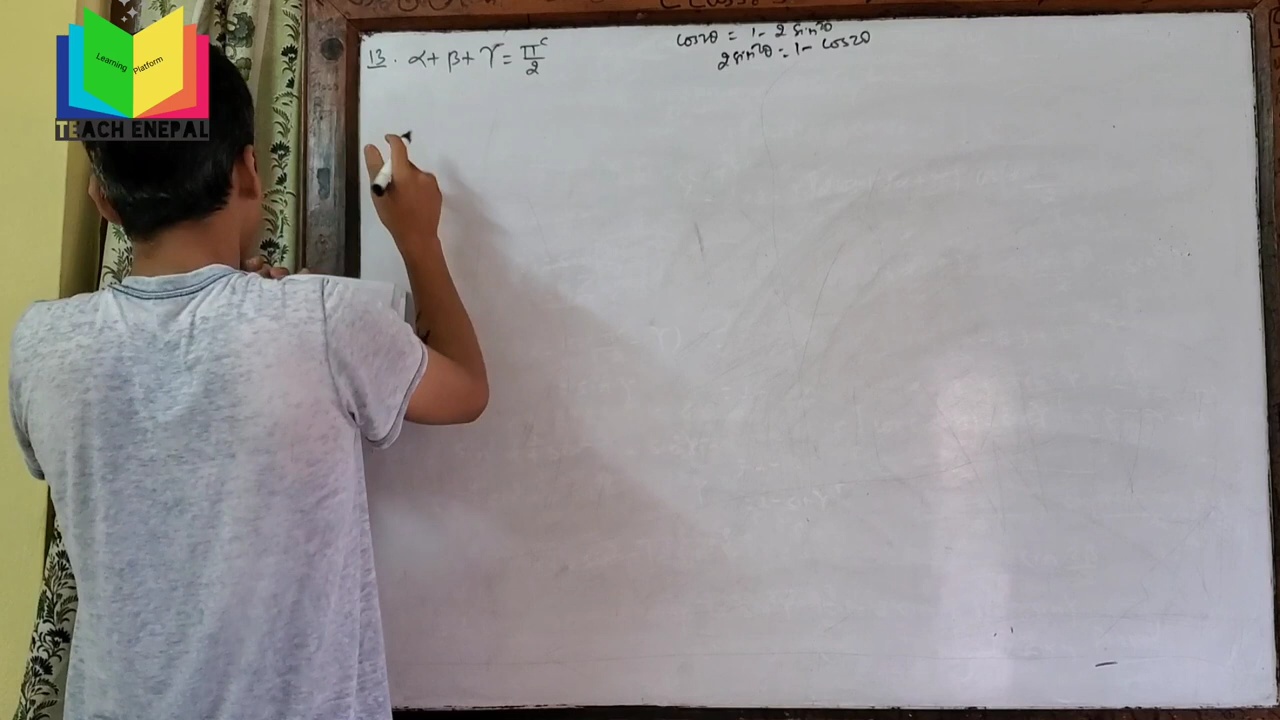 Learning Platform
TEACH ENEPAL
13. α+ β+ γ = π^c/2
cos2θ = 1- 2 sin²θ
2sin²θ = 1- cos2θ